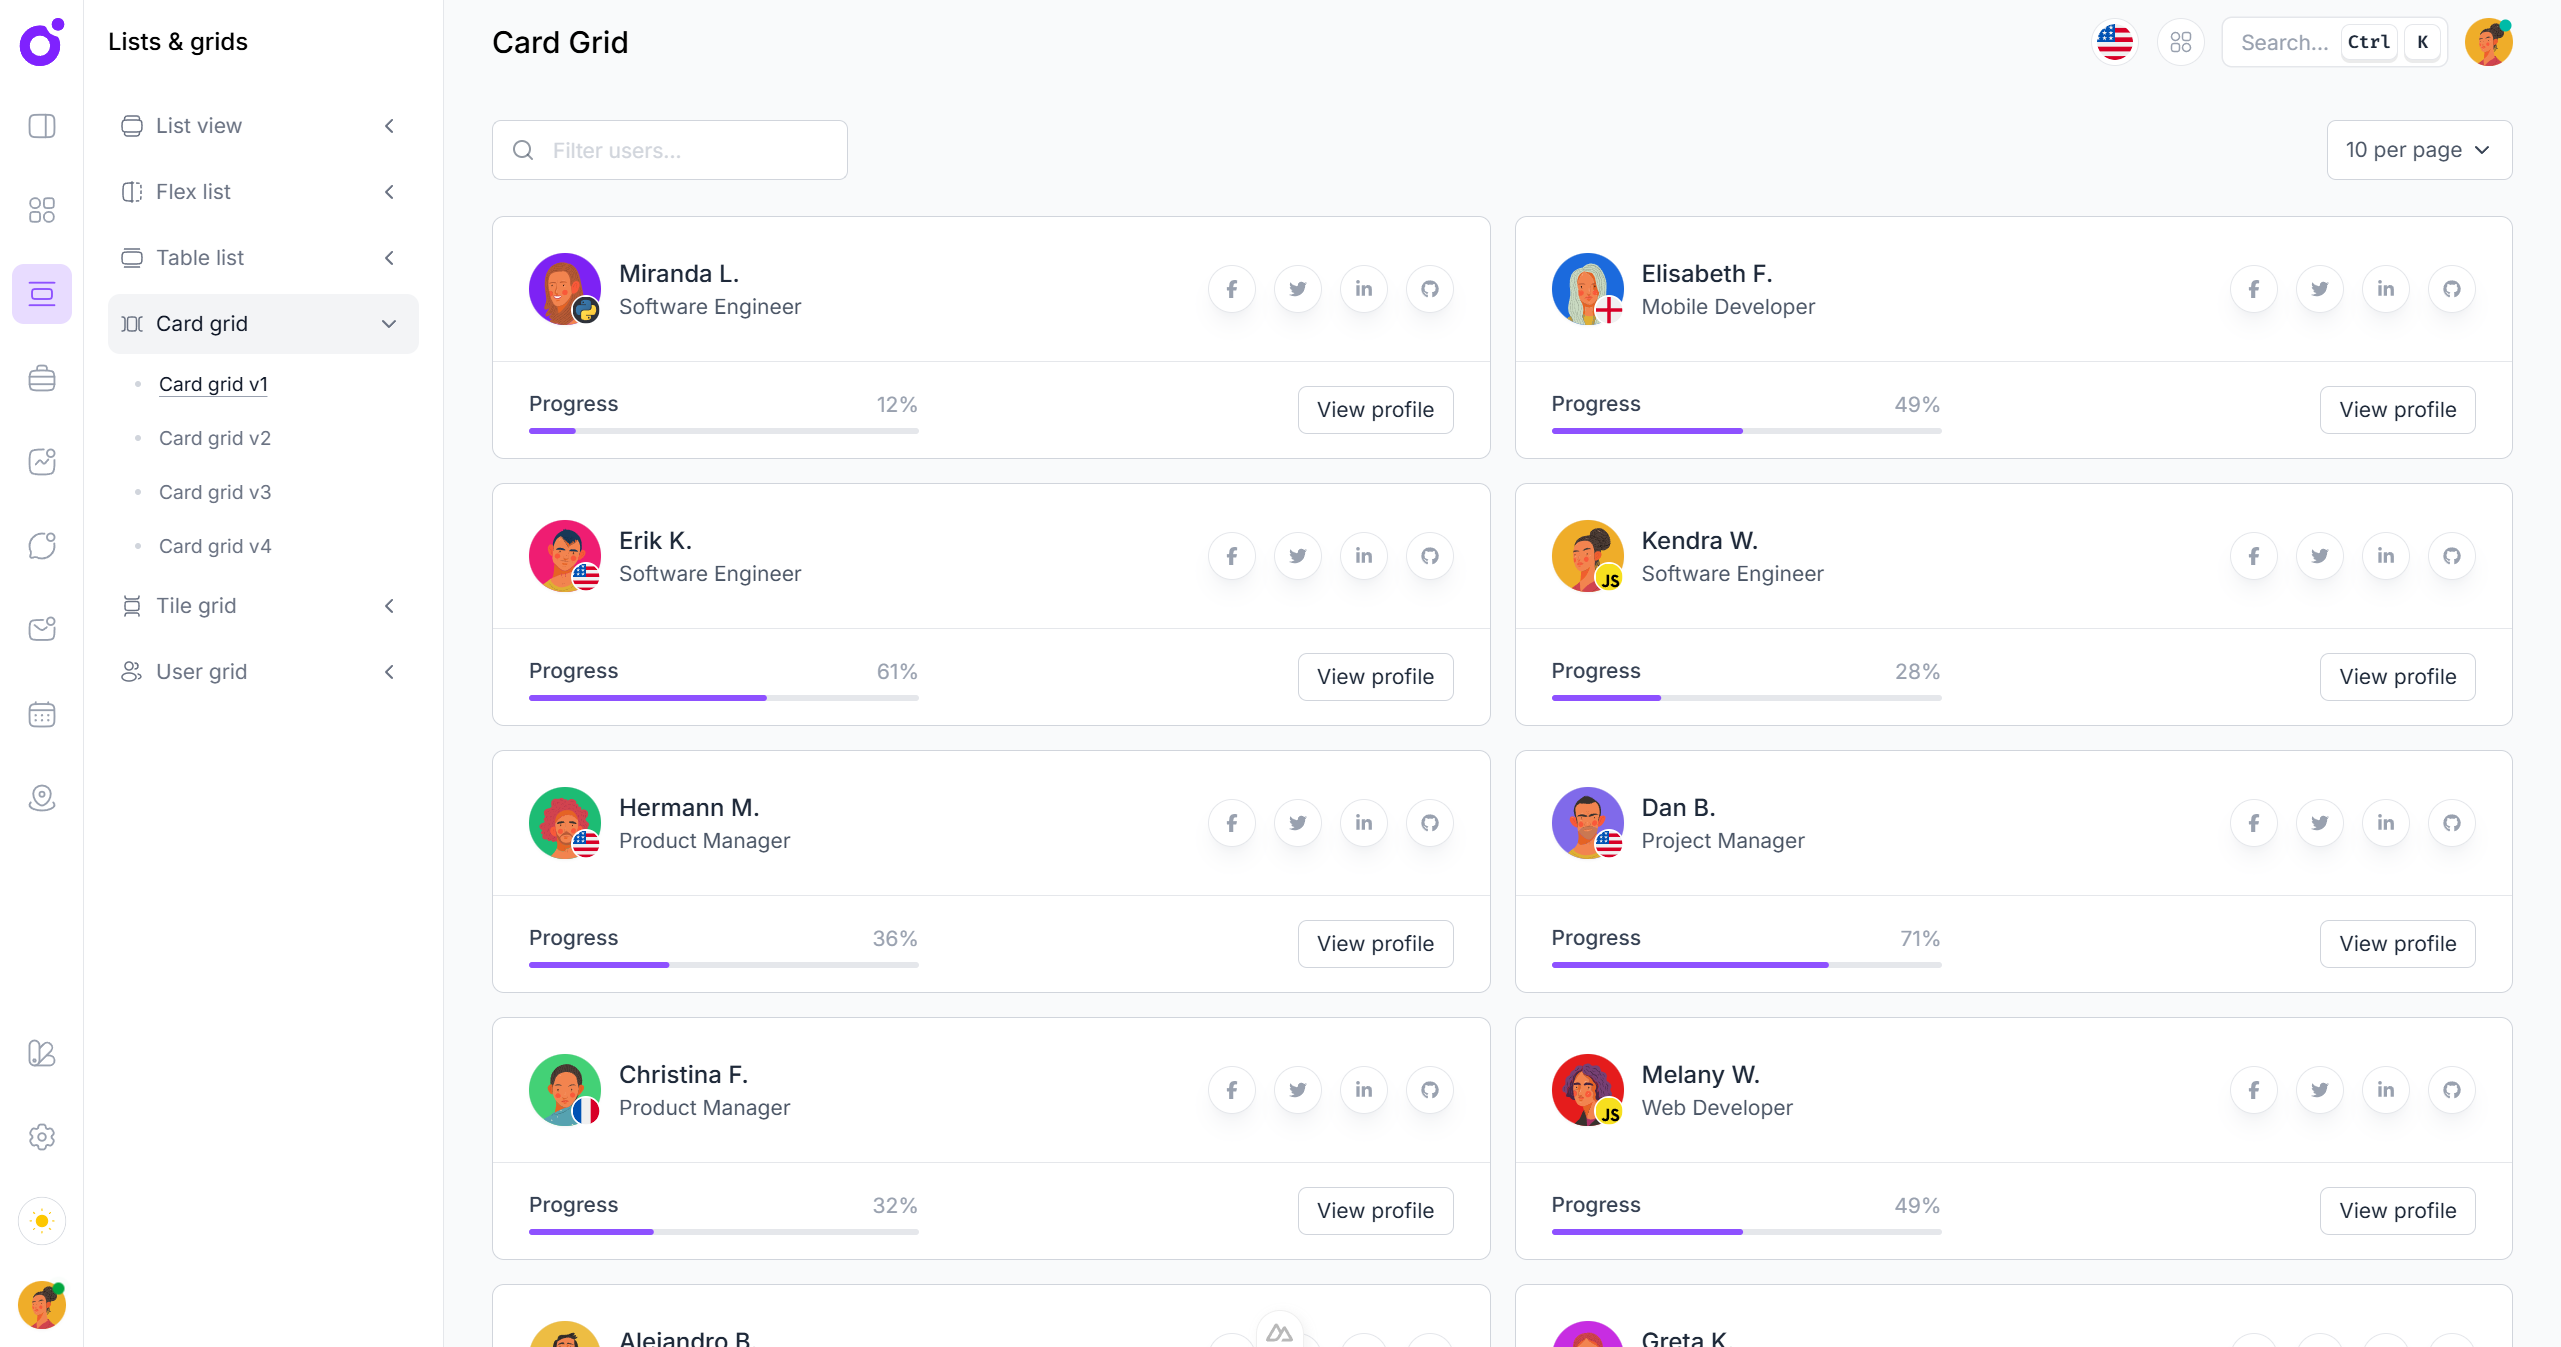 Lists & grids
List view
Flex list
Table list
Card grid
Card grid v1
Card grid v2
Card grid v3
Card grid v4
Tile grid
User grid
Card Grid
Search...
Ctrl
K
Filter users...
10 per page
Miranda L.
Software Engineer
Progress
12%
View profile
Elisabeth F.
Mobile Developer
Progress
49%
View profile
Erik K.
Software Engineer
Progress
61%
View profile
Kendra W.
JS
Software Engineer
Progress
28%
View profile
Hermann M.
Product Manager
Progress
36%
View profile
Dan B.
Project Manager
Progress
71%
View profile
Christina F.
Product Manager
Progress
32%
View profile
Melany W.
JS
Web Developer
Progress
49%
View profile
Alejandro B.
Greta K.